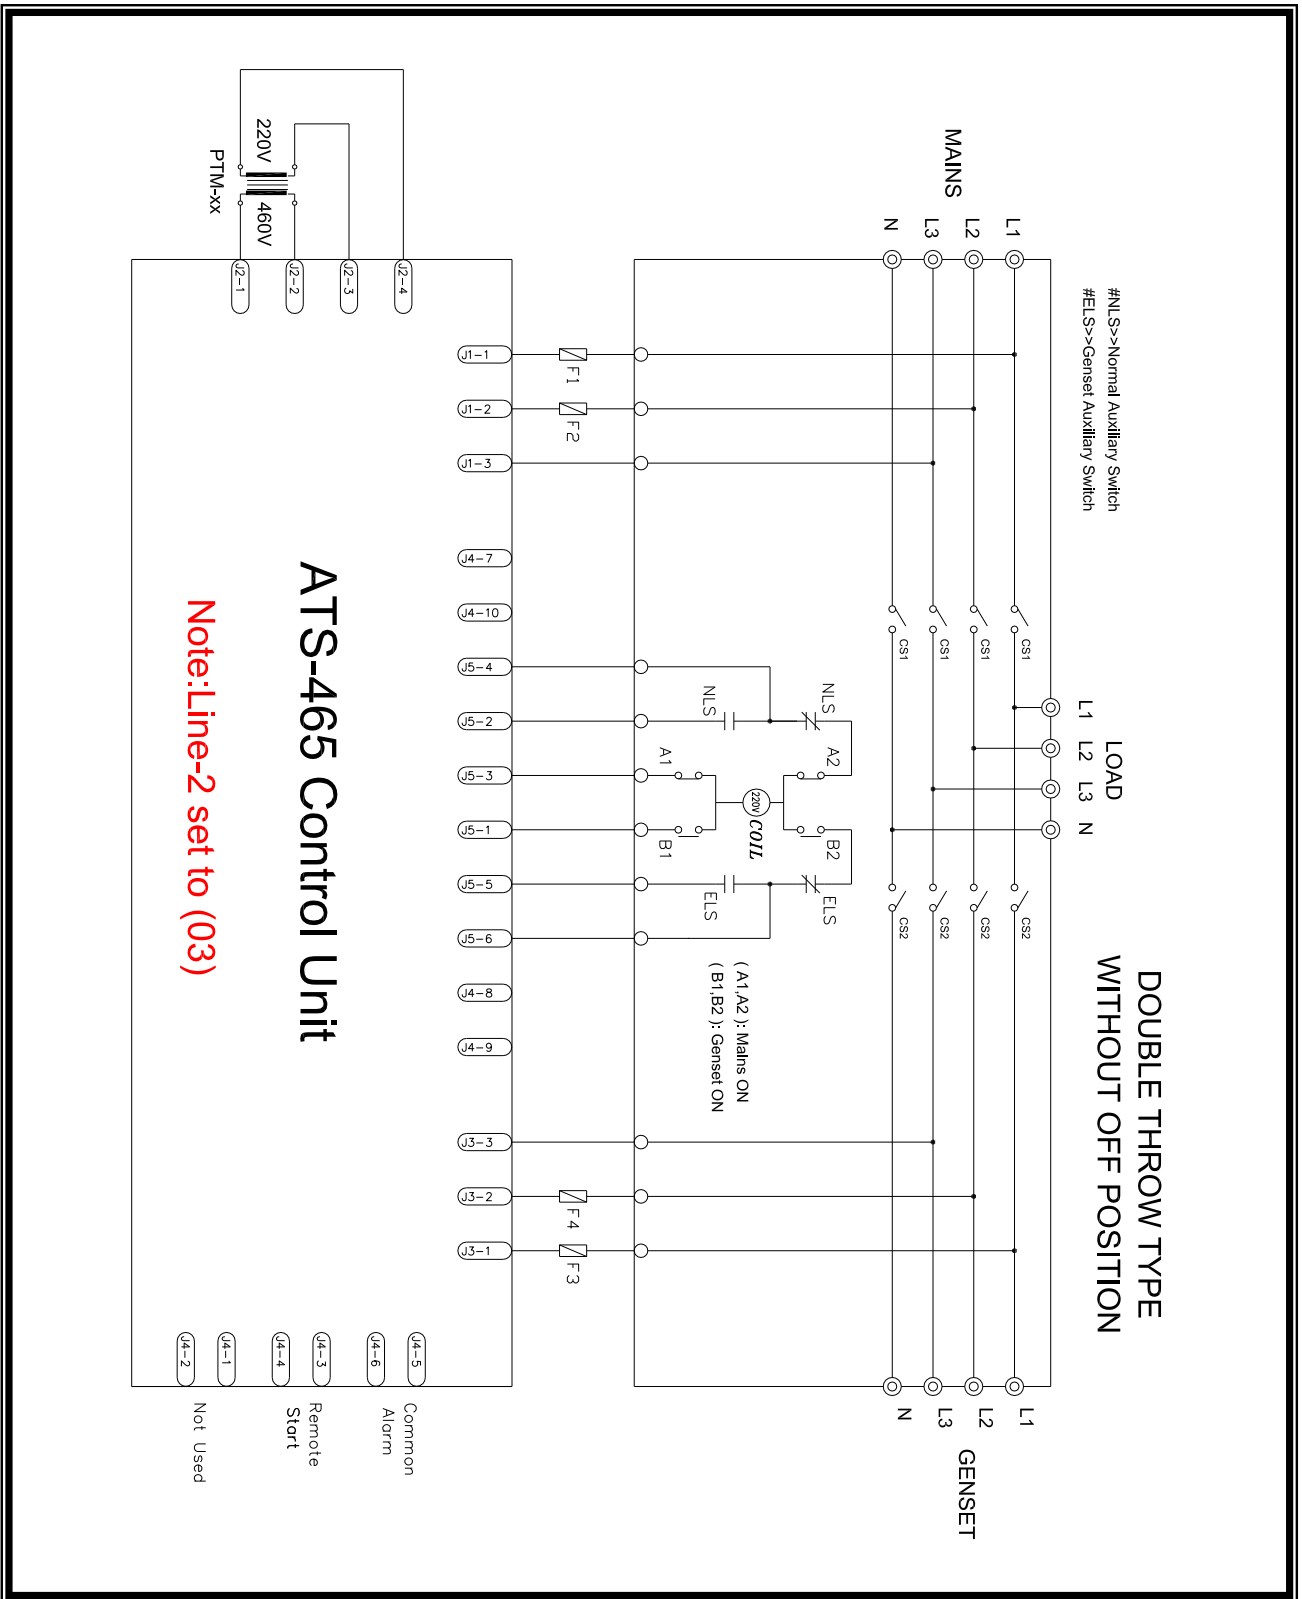 DOUBLE THROW TYPE
WITHOUT OFF POSITION
#NLS>>Normal Auxiliary Switch
#ELS>>Genset Auxiliary Switch
LOAD
L1 L2 L3 N
MAINS
L1
L2
L3
N
CS1
CS1
CS1
CS1
CS2
CS2
CS2
CS2
L1
L2
L3
N
GENSET
NLS
A2
B2
ELS
220V
COIL
NLS
A1
B1
ELS
( A1,A2 ): Mains ON
( B1,B2 ): Genset ON
F1
F2
F4
F3
J1-1
J1-2
J1-3
J4-7
J4-10
J5-4
J5-2
J5-3
J5-1
J5-5
J5-6
J4-8
J4-9
J3-3
J3-2
J3-1
J2-4
J2-3
J2-2
J2-1
220V
460V
PTM-xx
ATS-465 Control Unit
Note:Line-2 set to (03)
J4-5
J4-6
J4-3
J4-4
J4-1
J4-2
Common
Alarm
Remote
Start
Not Used